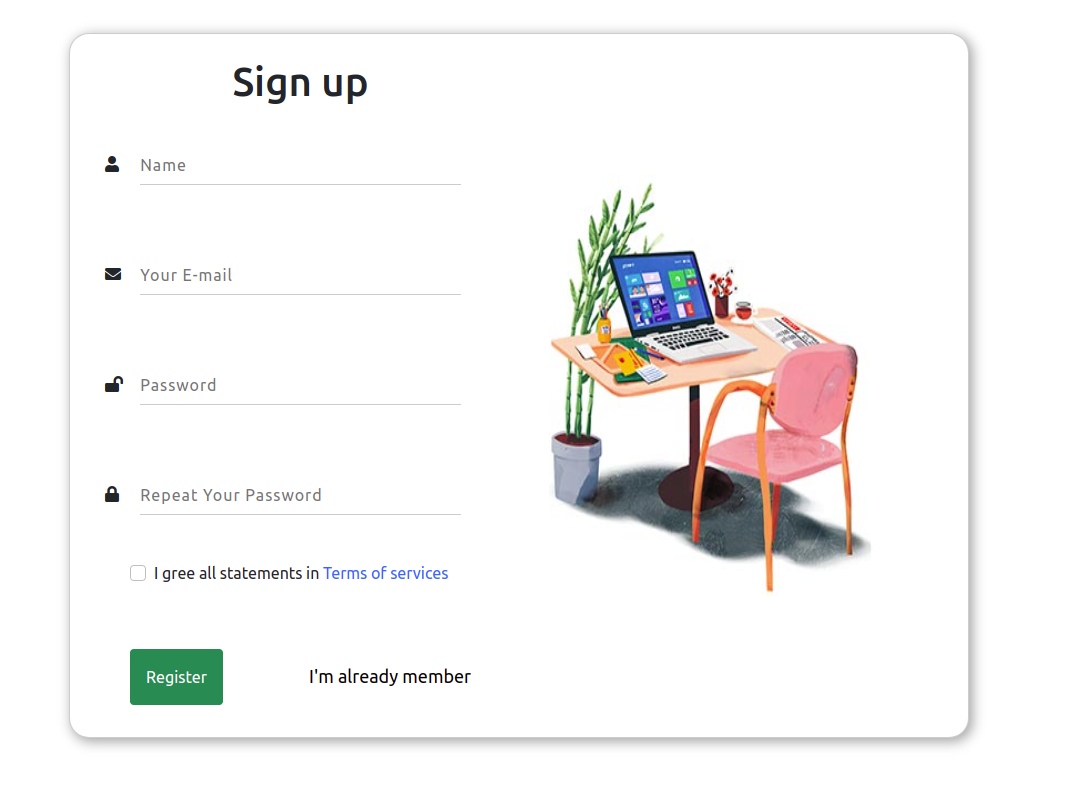 Sign up
Name
Your E-mail
Password
Repeat Your Password
I gree all statements in Terms of services
Register
I'm already member